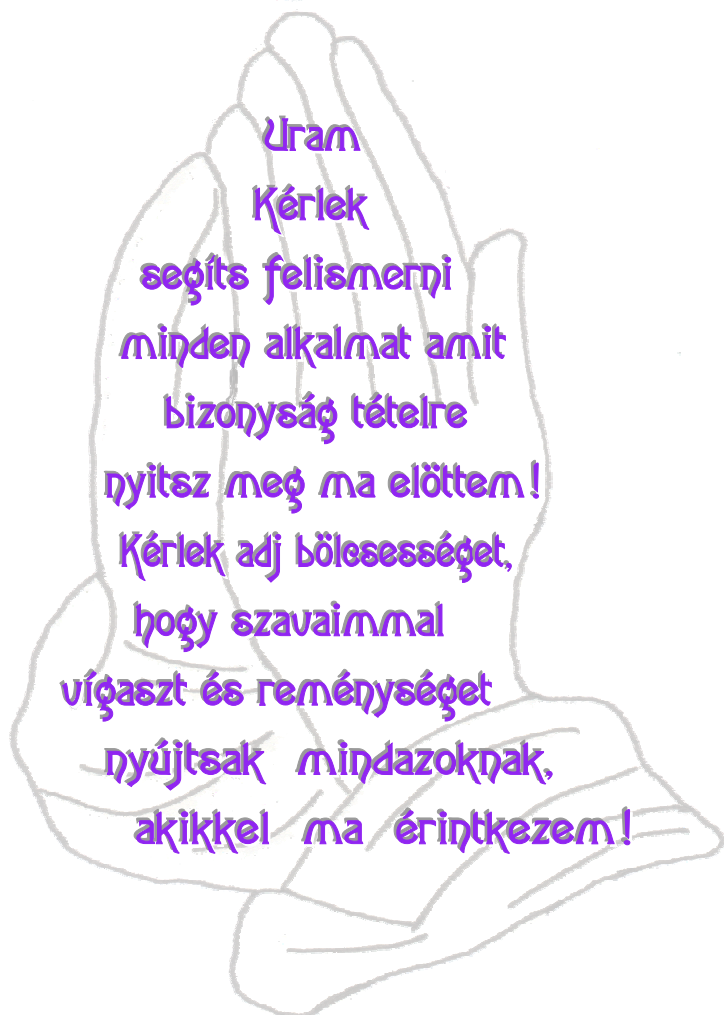 Uram
Kérlek
segíts felismerni
minden alkalmat amit
bizonyság tételre
nyitsz meg ma elöttem!
Kérlek adj bölcsességet,
hogy szavaimmal
vígaszt és reménységet
nyújtsak mindazoknak,
akikkel ma érintkezem!